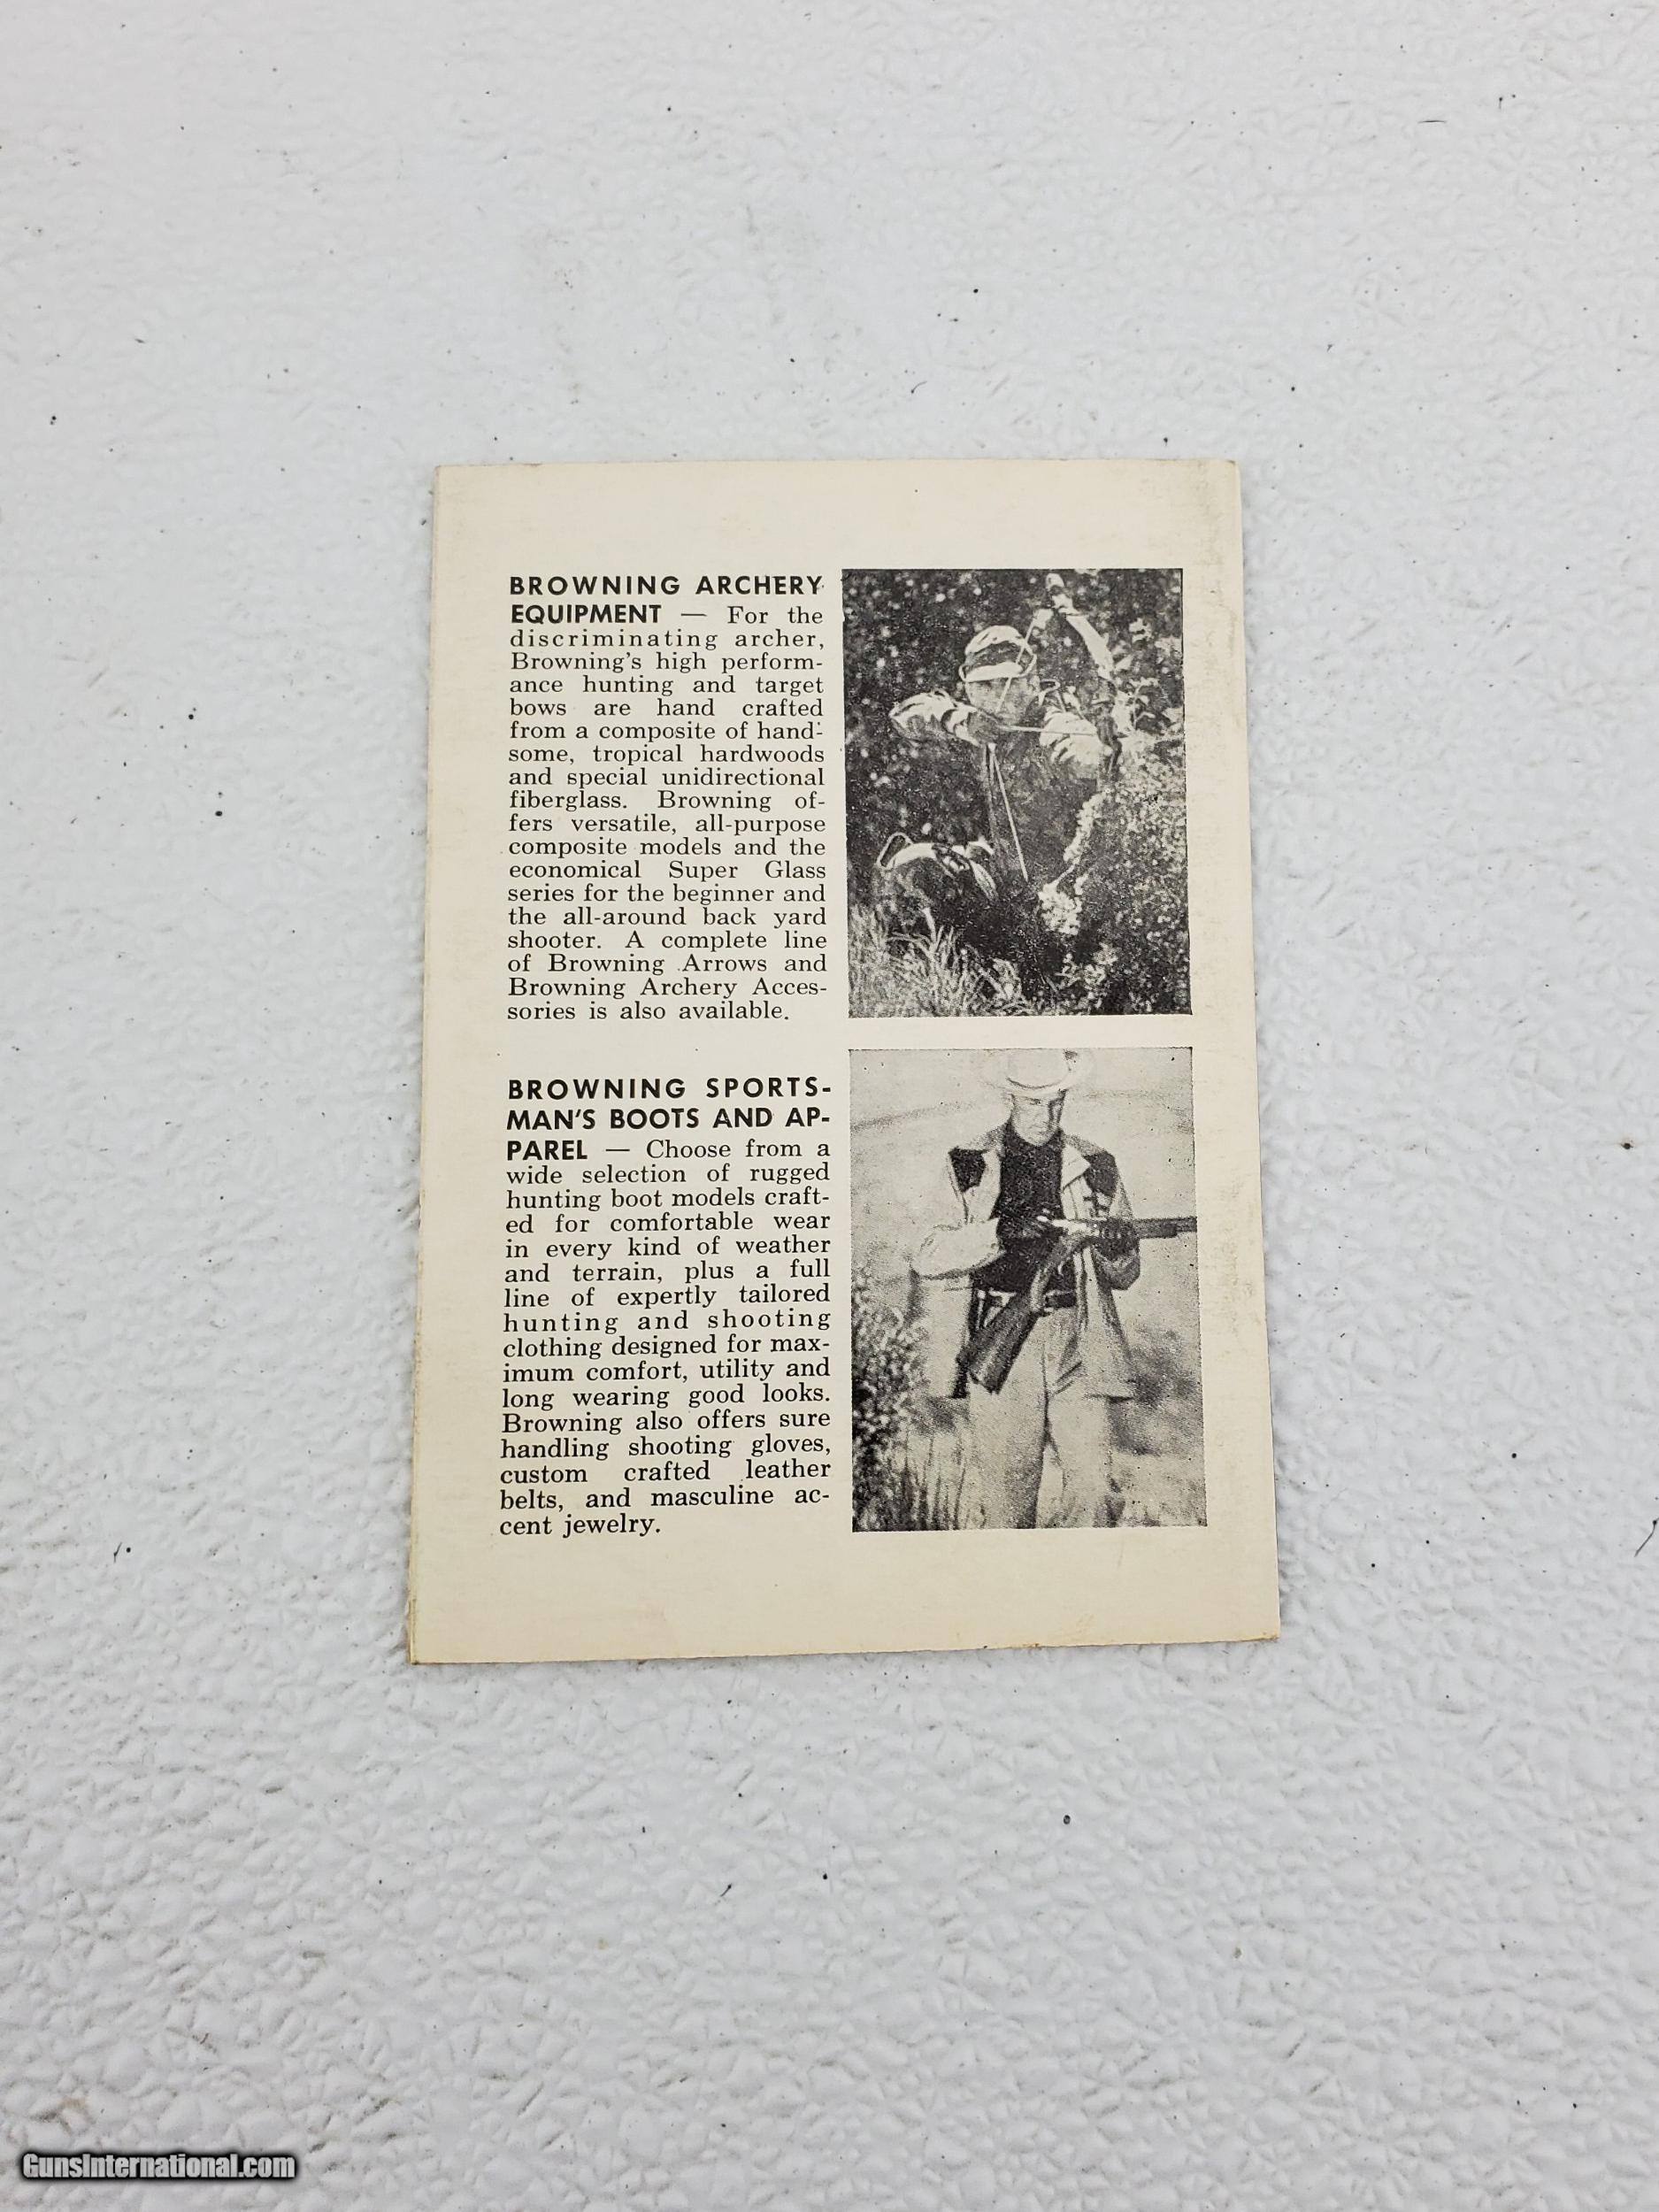 BROWNING ARCHERY
EQUIPMENT — For the
discriminating archer,
Browning's high perform-
ance hunting and target
bows are hand crafted
from a composite of hand-
some, tropical hardwoods
and special unidirectional
fiberglass. Browning of-
fers versatile, all-purpose
composite models and the
economical Super Glass
series for the beginner and
the all-around back yard
shooter. A complete line
of Browning Arrows and
Browning Archery Acces-
sories is also available.
BROWNING SPORTS-
MAN'S BOOTS AND AP-
PAREL — Choose from a
wide selection of rugged
hunting boot models craft-
ed for comfortable wear
in every kind of weather
and terrain, plus a full
line of expertly tailored
hunting and shooting
clothing designed for max-
imum comfort, utility and
long wearing good looks.
Browning also offers sure
handling shooting gloves,
custom crafted leather
belts, and masculine ac-
cent jewelry.
GunsInternational.com